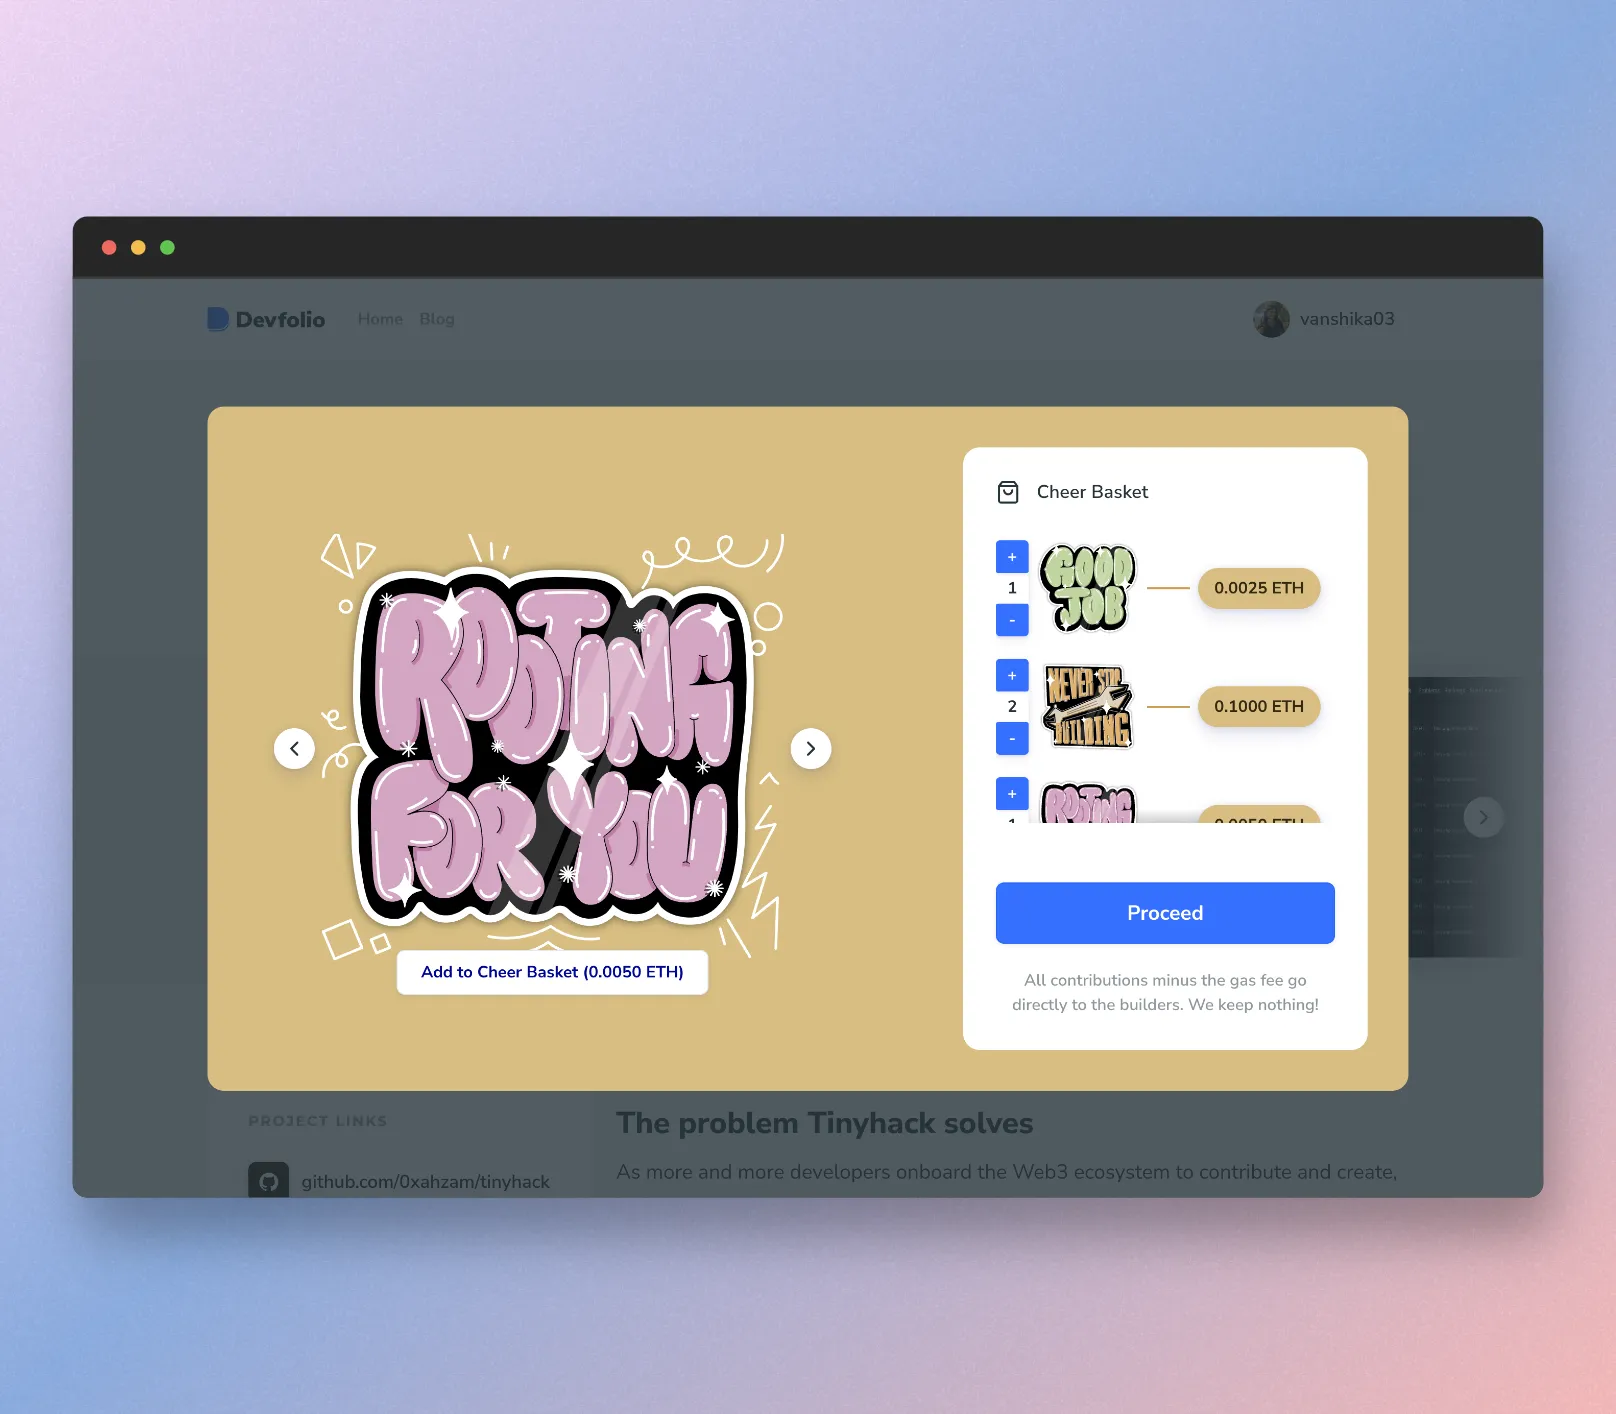 Devfolio
Home
Blog
vanshika03
ROOTING
FOR YOU
Add to Cheer Basket (0.0050 ETH)
Cheer Basket
+
1
-
GOOD
JOB
0.0025 ETH
+
2
-
NEVER STOP
BUILDING
0.1000 ETH
+
1
ROOTING
0.0050 ETH
Proceed
All contributions minus the gas fee go
directly to the builders. We keep nothing!
PROJECT LINKS
github.com/0xahzam/tinyhack
The problem Tinyhack solves
As more and more developers onboard the Web3 ecosystem to contribute and create,